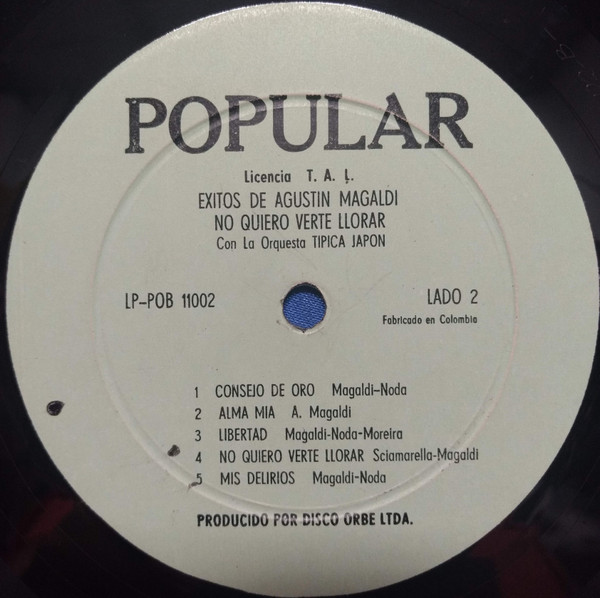 POPULAR
Licencia T. A. L.
EXITOS DE AGUSTIN MAGALDI
NO QUIERO VERTE LLORAR
Con La Orquesta TIPICA JAPON
LP-POB 11002 LADO 2
Fabricado en Colombia
1 CONSEJO DE ORO Magaldi-Noda
2 ALMA MIA A. Magaldi
3 LIBERTAD Magaldi-Noda-Moreira
4 NO QUIERO VERTE LLORAR Sciamarella-Magaldi
5 MIS DELIRIOS Magaldi-Noda
PRODUCIDO POR DISCO ORBE LTDA.